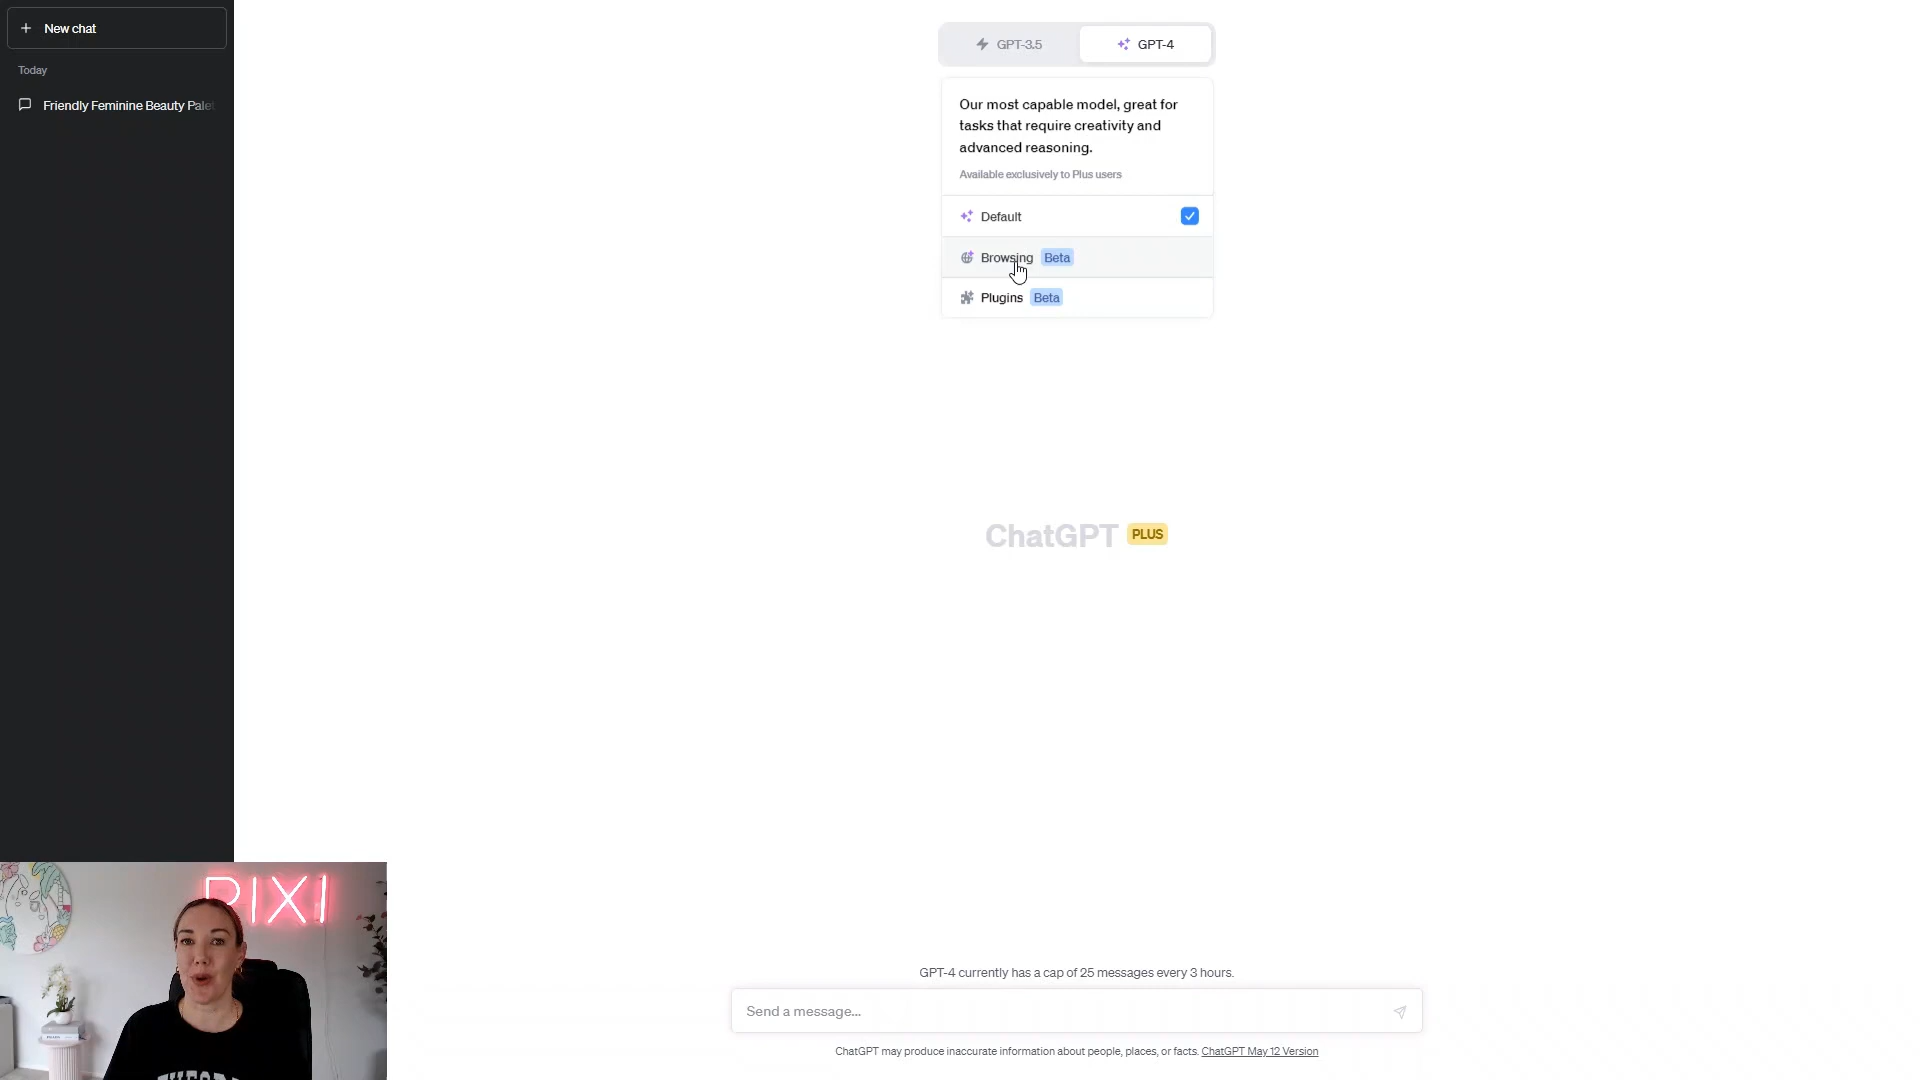 New chat
Today
Friendly Feminine Beauty Palet
GPT-3.5
GPT-4
Our most capable model, great for
tasks that require creativity and
advanced reasoning.
Available exclusively to Plus users
Default
Browsing Beta
Plugins Beta
ChatGPT PLUS
PIXI
GPT-4 currently has a cap of 25 messages every 3 hours.
Send a message...
ChatGPT may produce inaccurate information about people, places, or facts. ChatGPT May 12 Version